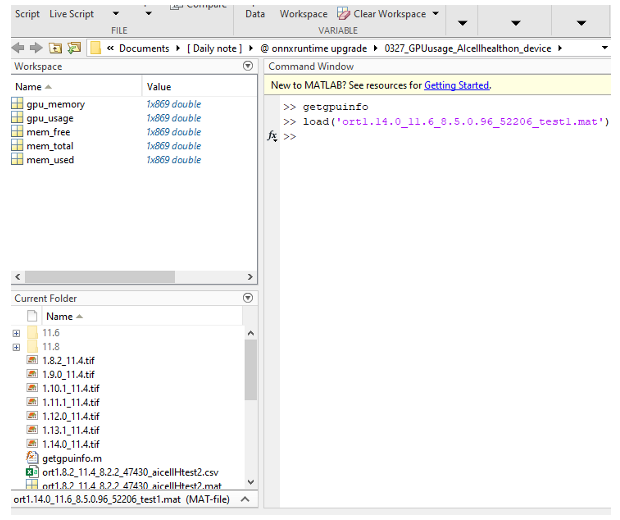 Compare
Script Live Script Data Workspace Clear Workspace
FILE VARIABLE
« Documents [ Daily note ] @ onnxruntime upgrade 0327_GPUusage_AIcellhealthon_device
Workspace
Name Value
gpu_memory 1x869 double
gpu_usage 1x869 double
mem_free 1x869 double
mem_total 1x869 double
mem_used 1x869 double
Command Window
New to MATLAB? See resources for Getting Started.
>> getgpuinfo
>> load('ort1.14.0_11.6_8.5.0.96_52206_test1.mat')
fx >>
Current Folder
Name
11.6
11.8
1.8.2_11.4.tif
1.9.0_11.4.tif
1.10.1_11.4.tif
1.11.1_11.4.tif
1.12.0_11.4.tif
1.13.1_11.4.tif
1.14.0_11.4.tif
getgpuinfo.m
ort1.8.2_11.4_8.2.2_47430_aicellHtest2.csv
ort1.8.2_11.4_8.2.2_47430_aicellHtest2.mat
ort1.14.0_11.6_8.5.0.96_52206_test1.mat (MAT-file)